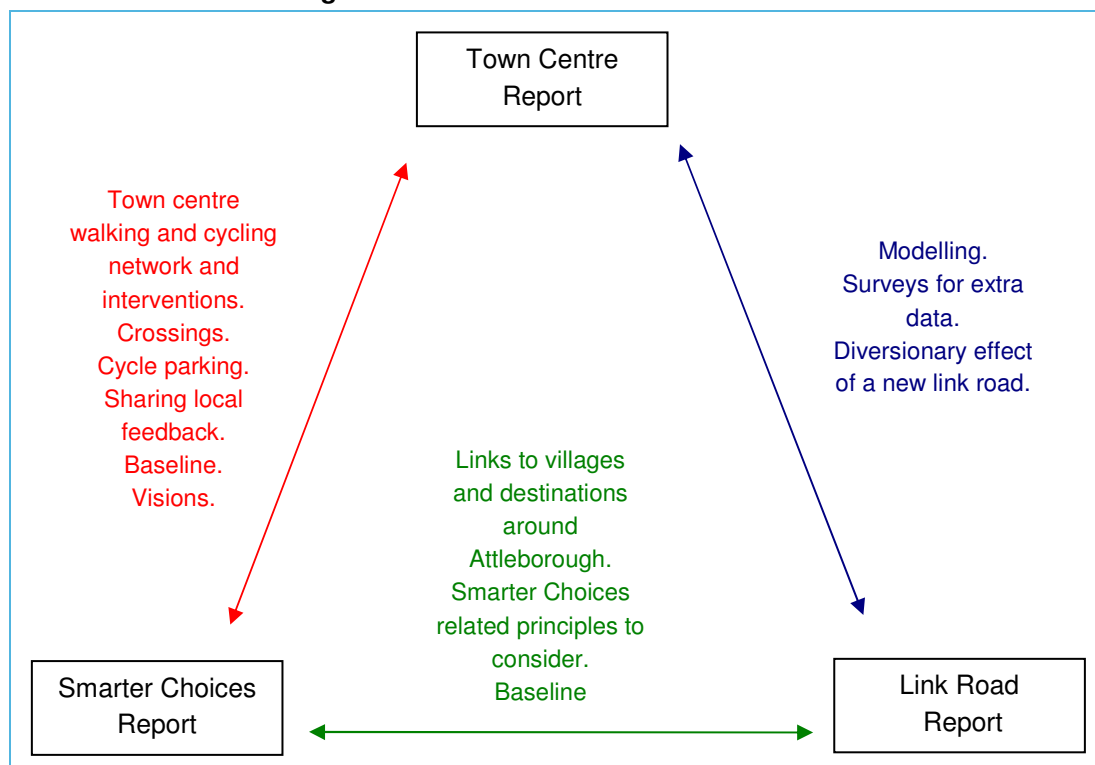 Town Centre
Report
Town centre
walking and cycling
network and
interventions.
Crossings.
Cycle parking.
Sharing local
feedback.
Baseline.
Visions.
Modelling.
Surveys for extra
data.
Diversionary effect
of a new link road.
Links to villages
and destinations
around
Attleborough.
Smarter Choices
related principles to
consider.
Baseline
Smarter Choices
Report
Link Road
Report